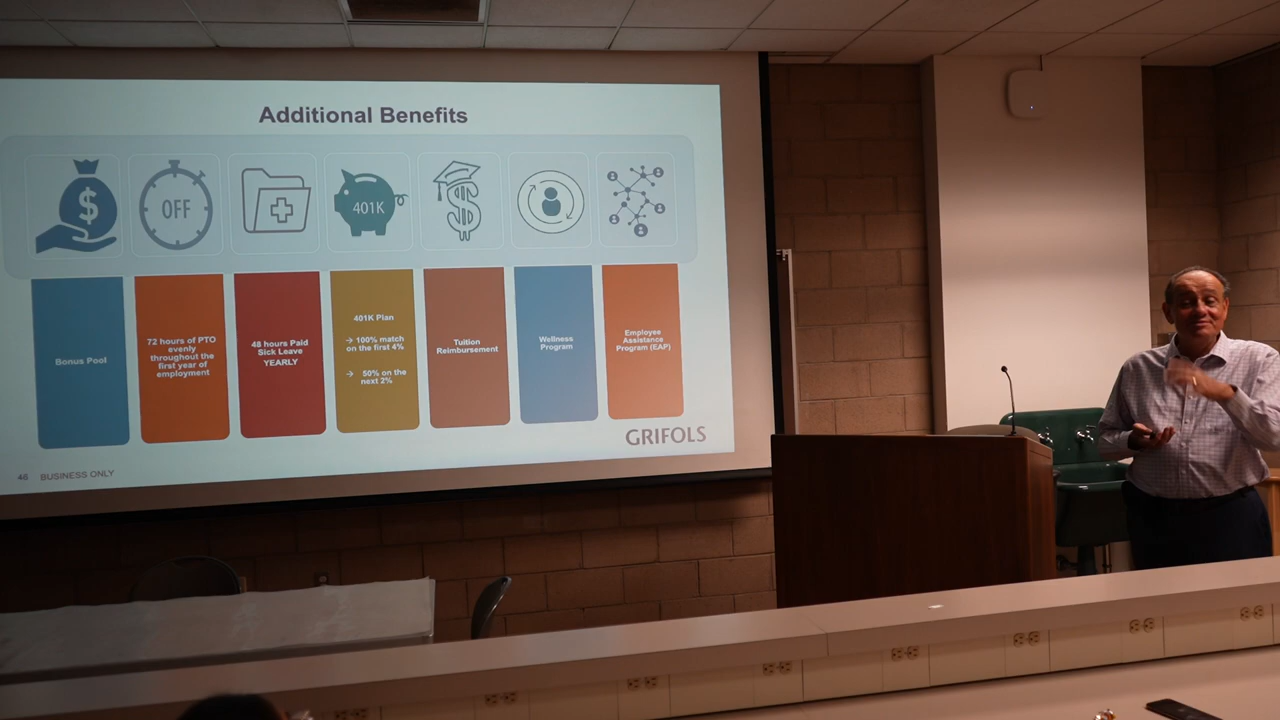 Additional Benefits
$
OFF
401K
$
Bonus Pool
72 hours of PTO
evenly
throughout the
first year of
employment
48 hours Paid
Sick Leave
YEARLY
401K Plan
→ 100% match
on the first 4%
→ 50% on the
next 2%
Tuition
Reimbursement
Wellness
Program
Employee
Assistance
Program (EAP)
GRIFOLS
46 BUSINESS ONLY